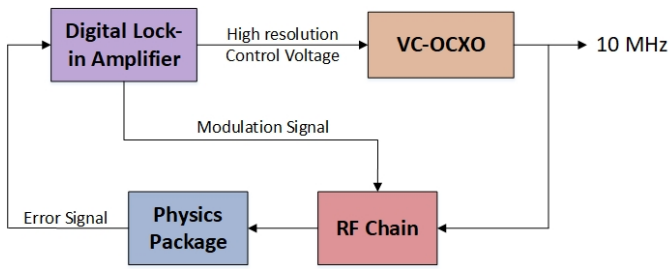 Digital Lock-
in Amplifier
High resolution
Control Voltage
VC-OCXO
10 MHz
Modulation Signal
Error Signal
Physics
Package
RF Chain